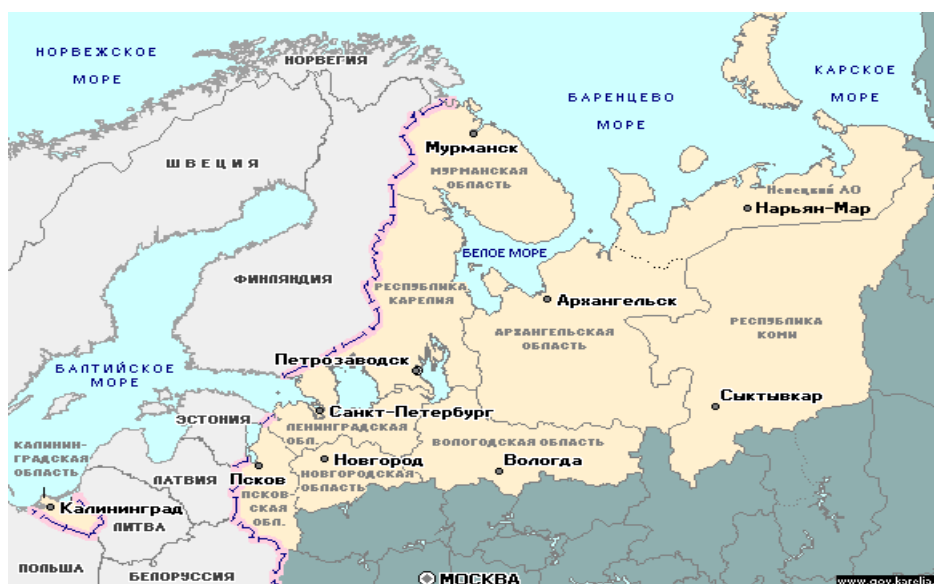 НОРВЕЖСКОЕ
МОРЕ
НОРВЕГИЯ
БАРЕНЦЕВО
МОРЕ
КАРСКОЕ
МОРЕ
ШВЕЦИЯ
Мурманск
МУРМАНСКАЯ
ОБЛАСТЬ
Ненецкий АО
Нарьян-Мар
БЕЛОЕ МОРЕ
ФИНЛЯНДИЯ
РЕСПУБЛИКА
КАРЕЛИЯ
Архангельск
АРХАНГЕЛЬСКАЯ
ОБЛАСТЬ
РЕСПУБЛИКА
КОМИ
БАЛТИЙСКОЕ
МОРЕ
Петрозаводск
Сыктывкар
ЭСТОНИЯ
Санкт-Петербург
ЛЕНИНГРАДСКАЯ
ОБЛ.
ВОЛОГОДСКАЯ ОБЛАСТЬ
КАЛИНИН-
ГРАДСКАЯ
ОБЛАСТЬ
ЛАТВИЯ
Псков
ПСКОВ-
СКАЯ
ОБЛ.
Новгород
НОВГОРОДСКАЯ
ОБЛАСТЬ
Вологда
Калининград
ЛИТВА
ПОЛЬША
БЕЛОРУССИЯ
МОСКВА
www.gov.karelia